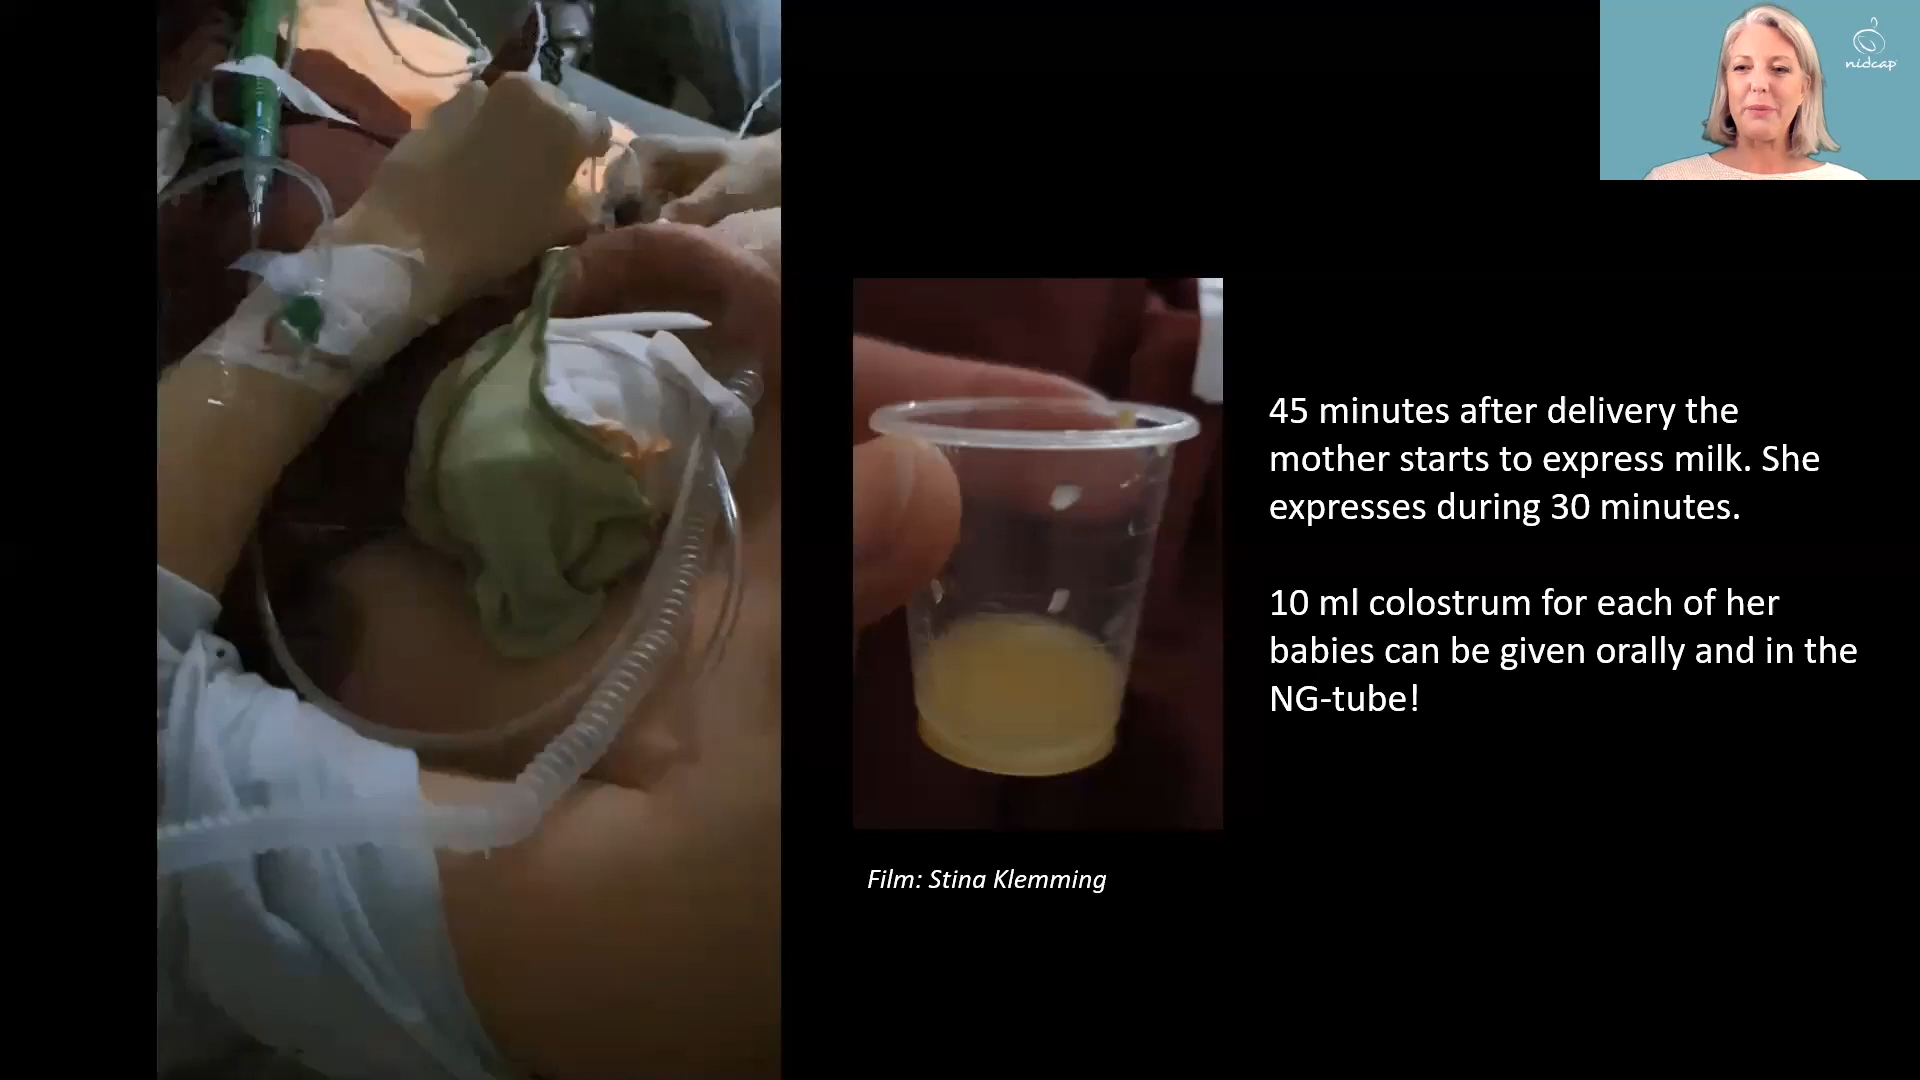 nidcap
45 minutes after delivery the
mother starts to express milk. She
expresses during 30 minutes.
10 ml colostrum for each of her
babies can be given orally and in the
NG-tube!
Film: Stina Klemming